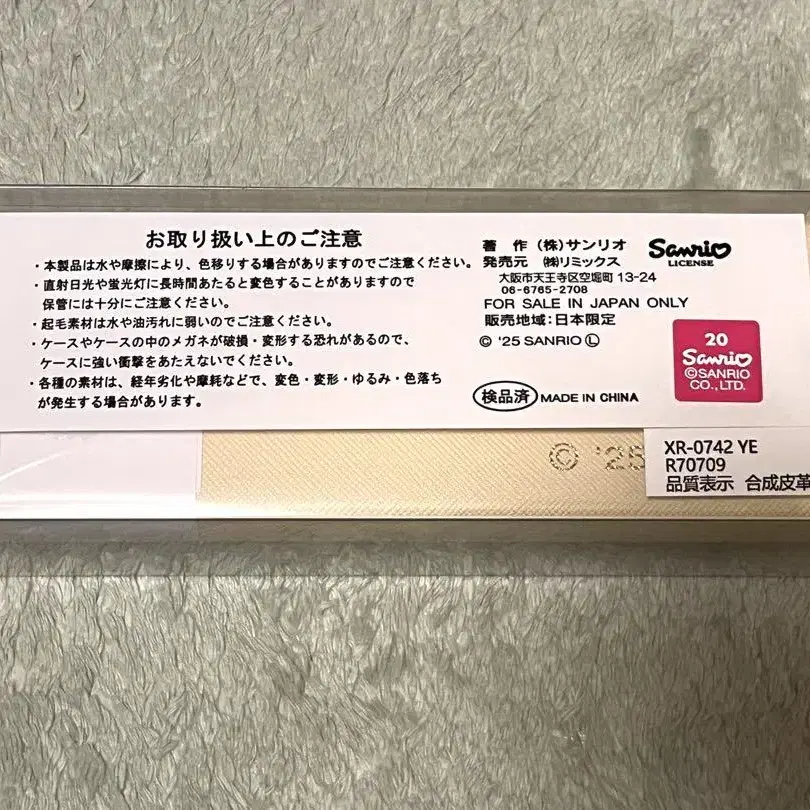 お取り扱い上のご注意
・本製品は水や摩擦により、色移りする場合がありますのでご注意ください。
・直射日光や蛍光灯に長時間あたると変色することがありますので
保管には十分にご注意ください。
・起毛素材は水や油汚れに弱いのでご注意ください。
・ケースやケースの中のメガネが破損・変形する恐れがあるので、
ケースに強い衝撃をあたえないでください。
・各種の素材は、経年劣化や摩耗などで、変色・変形・ゆるみ・色落ち
が発生する場合があります。
著 作 (株) サンリオ
発売元 ㈱リミックス
大阪市天王寺区空堀町 13-24
06-6765-2708
FOR SALE IN JAPAN ONLY
販売地域:日本限定
© '25 SANRIO Ⓛ
検品済 MADE IN CHINA
Sanrio
LICENSE
20
Sanrio
©SANRIO
CO., LTD.
© '25
XR-0742 YE
R70709
品質表示 合成皮革